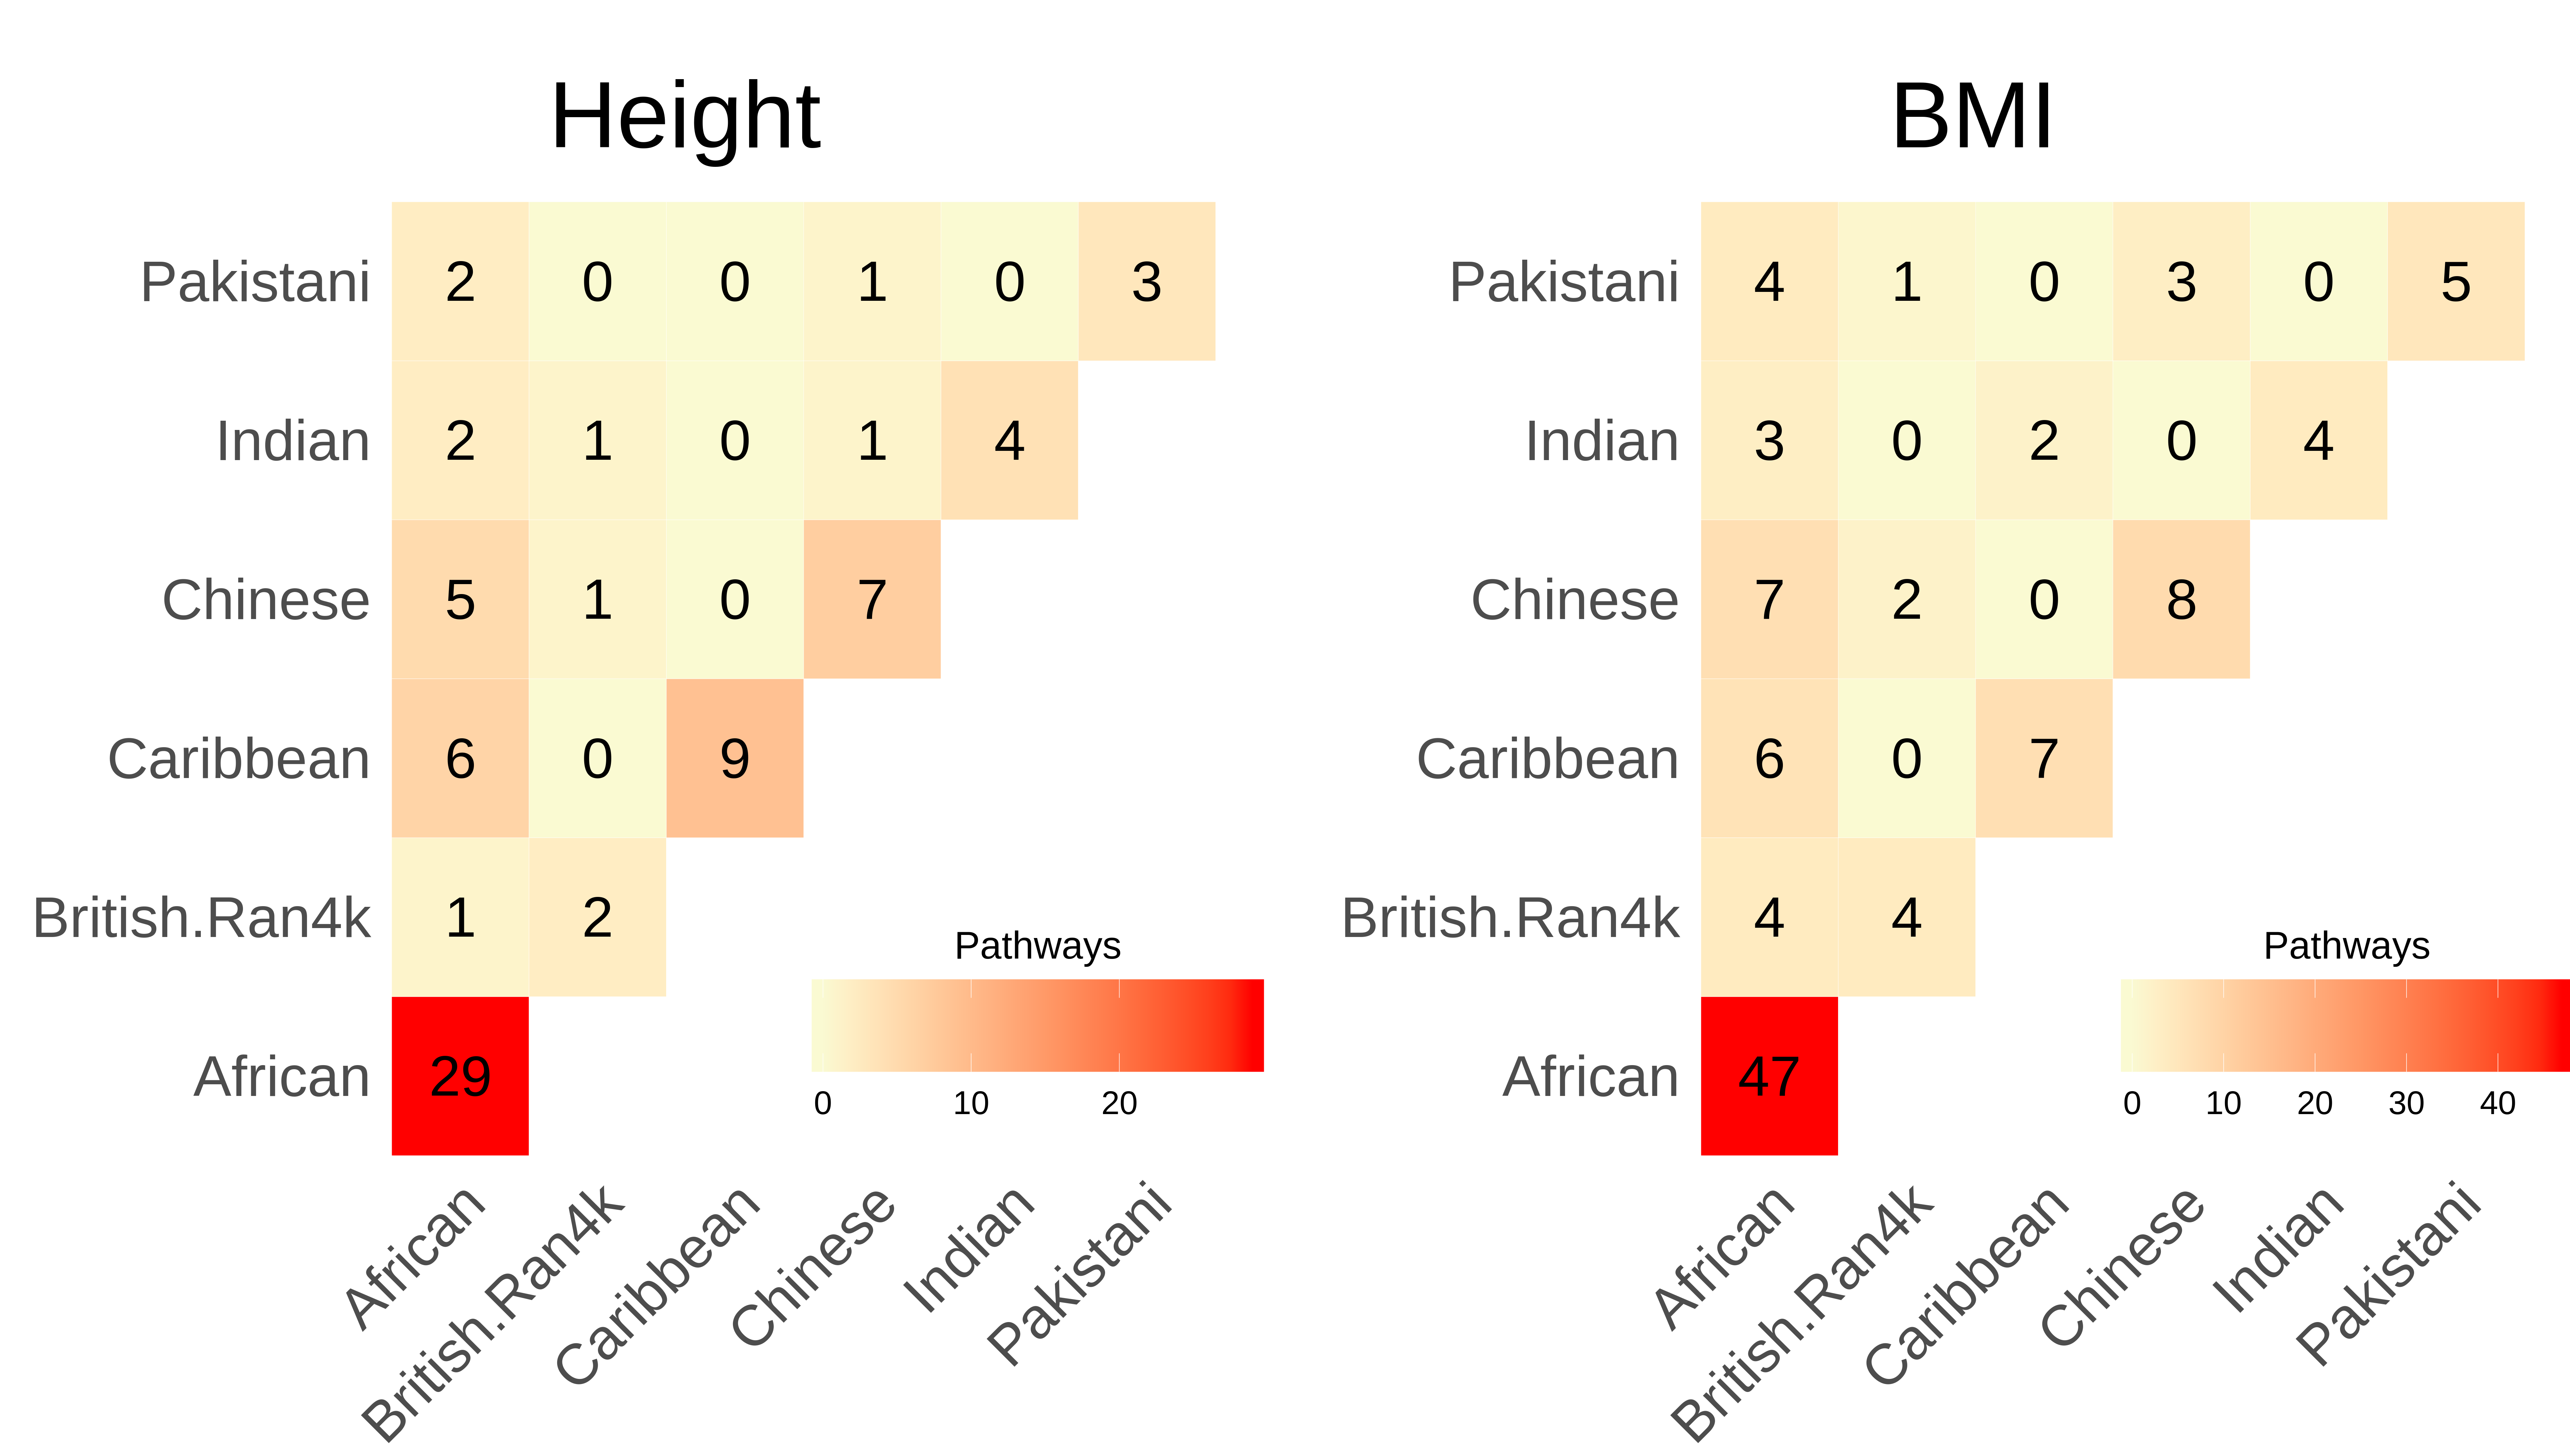 Height
Pakistani 2 0 0 1 0 3
Indian 2 1 0 1 4
Chinese 5 1 0 7
Caribbean 6 0 9
British.Ran4k 1 2
African 29
Pathways
0 10 20
African British.Ran4k Caribbean Chinese Indian Pakistani
BMI
Pakistani 4 1 0 3 0 5
Indian 3 0 2 0 4
Chinese 7 2 0 8
Caribbean 6 0 7
British.Ran4k 4 4
African 47
Pathways
0 10 20 30 40
African British.Ran4k Caribbean Chinese Indian Pakistani